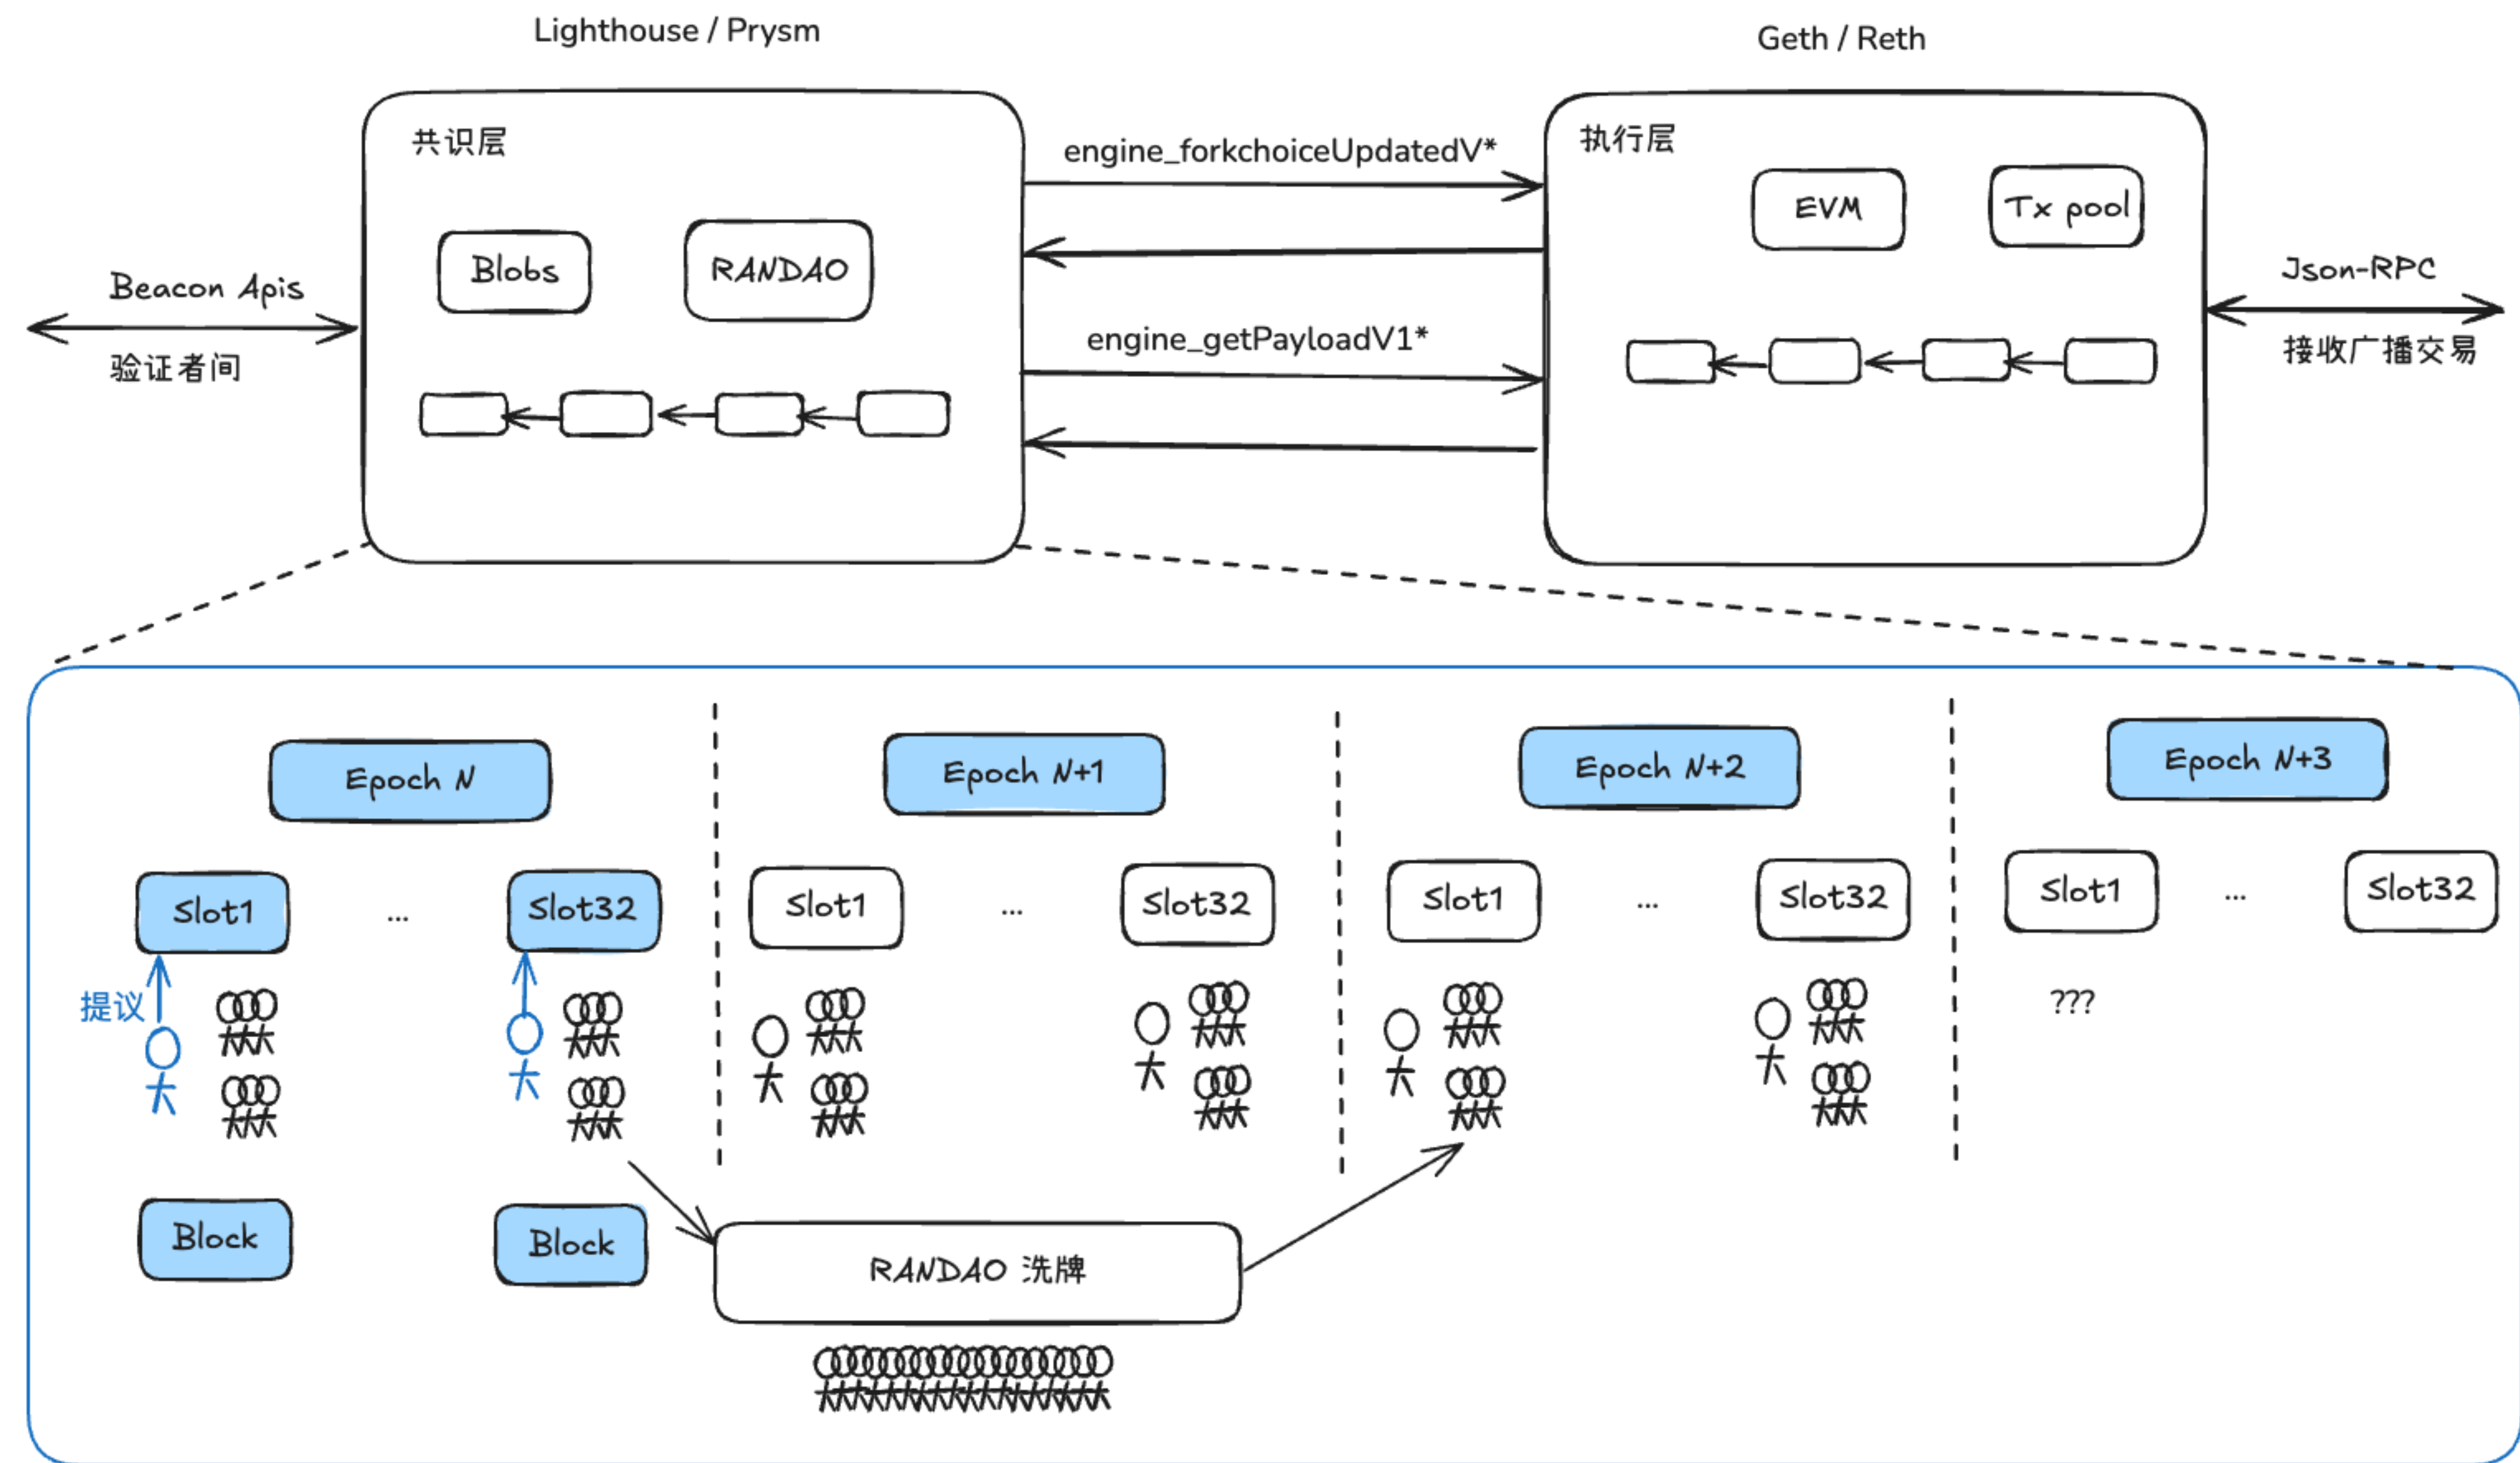 Lighthouse / Prysm
Geth / Reth
共识层
engine_forkchoiceUpdatedV*
执行层
EVM
Tx pool
Blobs
RANDAO
Beacon Apis
验证者间
engine_getPayloadV1*
Json-RPC
接收广播交易
Epoch N
Epoch N+1
Epoch N+2
Epoch N+3
Slot1
...
Slot32
Slot1
...
Slot32
Slot1
...
Slot32
Slot1
...
Slot32
提议
???
Block
Block
RANDAO 洗牌